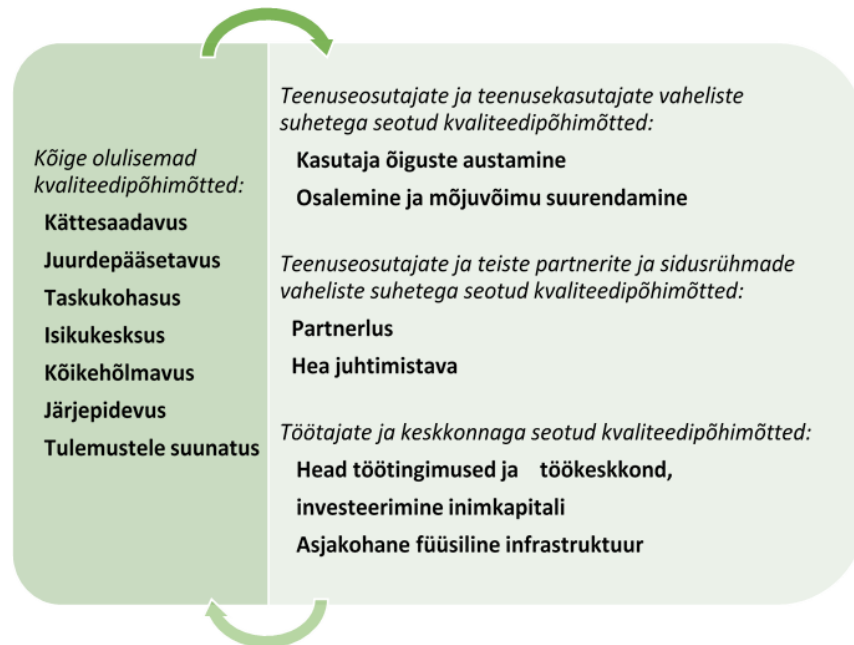 Kõige olulisemad
kvaliteedipõhimõtted:
Kättesaadavus
Juurdepääsetavus
Taskukohasus
Isikukesksus
Kõikehõlmavus
Järjepidevus
Tulemustele suunatus
Teenuseosutajate ja teenusekasutajate vaheliste
suhetega seotud kvaliteedipõhimõtted:
Kasutaja õiguste austamine
Osalemine ja mõjuvõimu suurendamine
Teenuseosutajate ja teiste partnerite ja sidusrühmade
vaheliste suhetega seotud kvaliteedipõhimõtted:
Partnerlus
Hea juhtimistava
Töötajate ja keskkonnaga seotud kvaliteedipõhimõtted:
Head töötingimused ja töökeskkond,
investeerimine inimkapitali
Asjakohane füüsiline infrastruktuur